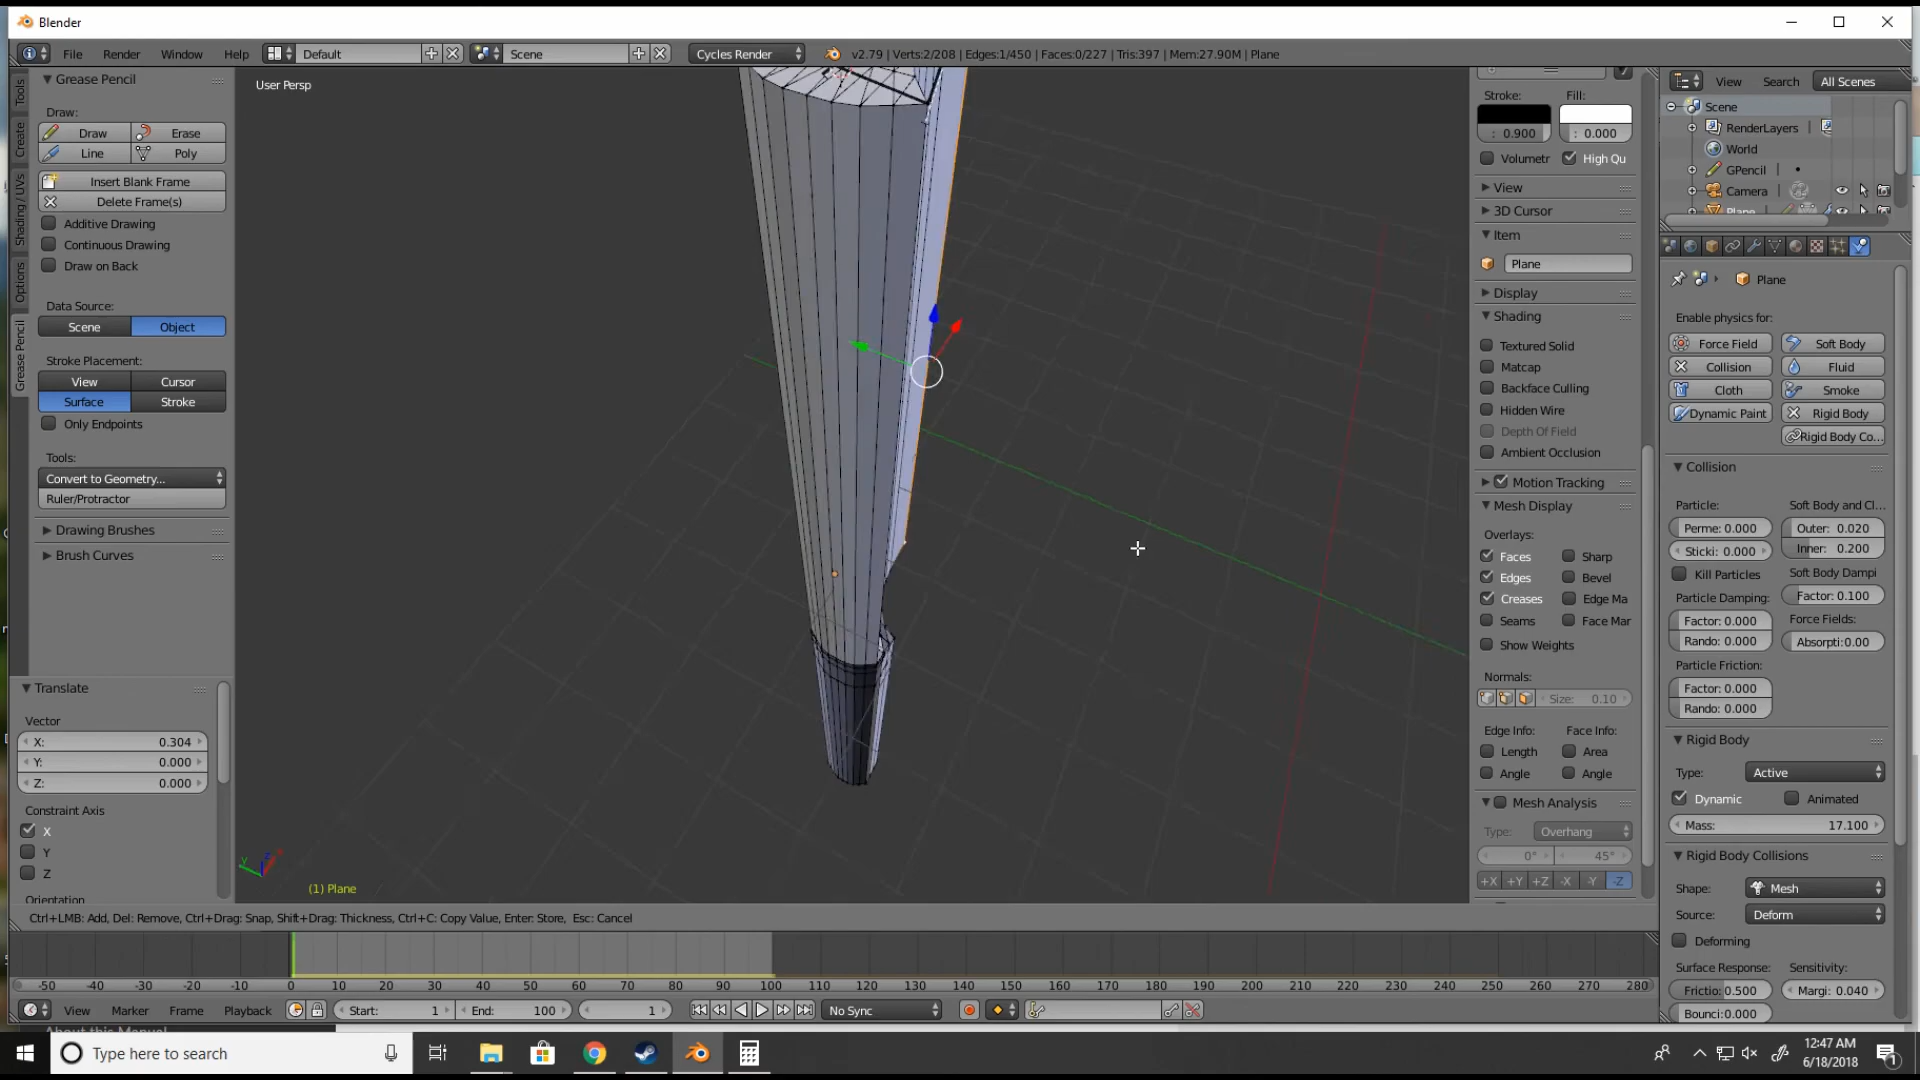 Blender
File Render Window Help Default Scene Cycles Render v2.79 | Verts:2/208 | Edges:1/450 | Faces:0/227 | Tris:397 | Mem:27.90M | Plane
Tools
Create
Shading / UVs
Options
Grease Pencil
Grease Pencil
Draw:
Draw Erase
Line Poly
Insert Blank Frame
Delete Frame(s)
Additive Drawing
Continuous Drawing
Draw on Back
Data Source:
Scene Object
Stroke Placement:
View Cursor
Surface Stroke
Only Endpoints
Tools:
Convert to Geometry...
Ruler/Protractor
Drawing Brushes
Brush Curves
Translate
Vector
X: 0.304
Y: 0.000
Z: 0.000
Constraint Axis
X
Y
Z
Orientation
User Persp
(1) Plane
Stroke: Fill:
: 0.900 : 0.000
Volumetr High Qu
View
3D Cursor
Item
Plane
Display
Shading
Textured Solid
Matcap
Backface Culling
Hidden Wire
Depth Of Field
Ambient Occlusion
Motion Tracking
Mesh Display
Overlays:
Faces Sharp
Edges Bevel
Creases Edge Ma
Seams Face Mar
Show Weights
Normals:
Size: 0.10
Edge Info: Face Info:
Length Area
Angle Angle
Mesh Analysis
Type: Overhang
0° 45°
+X +Y +Z -X -Y -Z
View Search All Scenes
Scene
RenderLayers
World
GPencil
Camera
Plane
Plane
Enable physics for:
Force Field Soft Body
Collision Fluid
Cloth Smoke
Dynamic Paint Rigid Body
Rigid Body Co...
Collision
Particle: Soft Body and Cl...
Perme: 0.000 Outer: 0.020
Sticki: 0.000 Inner: 0.200
Kill Particles Soft Body Dampi
Particle Damping: Factor: 0.100
Factor: 0.000 Force Fields:
Rando: 0.000 Absorpti:0.00
Particle Friction:
Factor: 0.000
Rando: 0.000
Rigid Body
Type: Active
Dynamic Animated
Mass: 17.100
Rigid Body Collisions
Shape: Mesh
Source: Deform
Deforming
Surface Response: Sensitivity:
Frictio:0.500 Margi: 0.040
Bounci:0.000
Ctrl+LMB: Add, Del: Remove, Ctrl+Drag: Snap, Shift+Drag: Thickness, Ctrl+C: Copy Value, Enter: Store, Esc: Cancel
-50 -40 -30 -20 -10 0 10 20 30 40 50 60 70 80 90 100 110 120 130 140 150 160 170 180 190 200 210 220 230 240 250 260 270 280
View Marker Frame Playback Start: 1 End: 100 1 No Sync
About this Manual
Type here to search
12:47 AM
6/18/2018
1